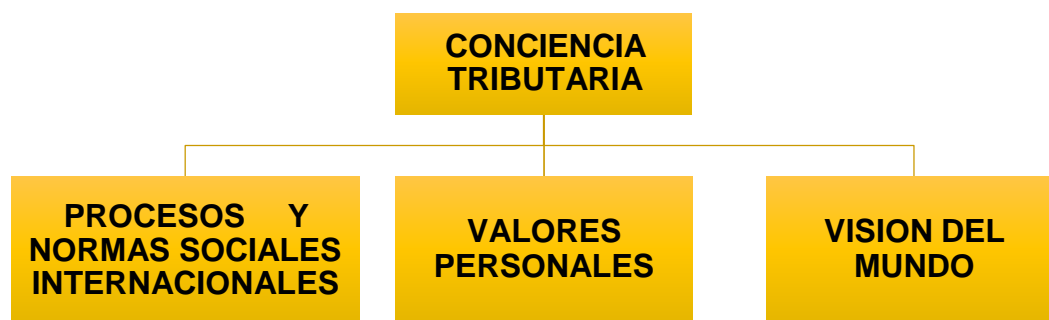 CONCIENCIA
TRIBUTARIA
PROCESOS Y
NORMAS SOCIALES
INTERNACIONALES
VALORES
PERSONALES
VISION DEL
MUNDO